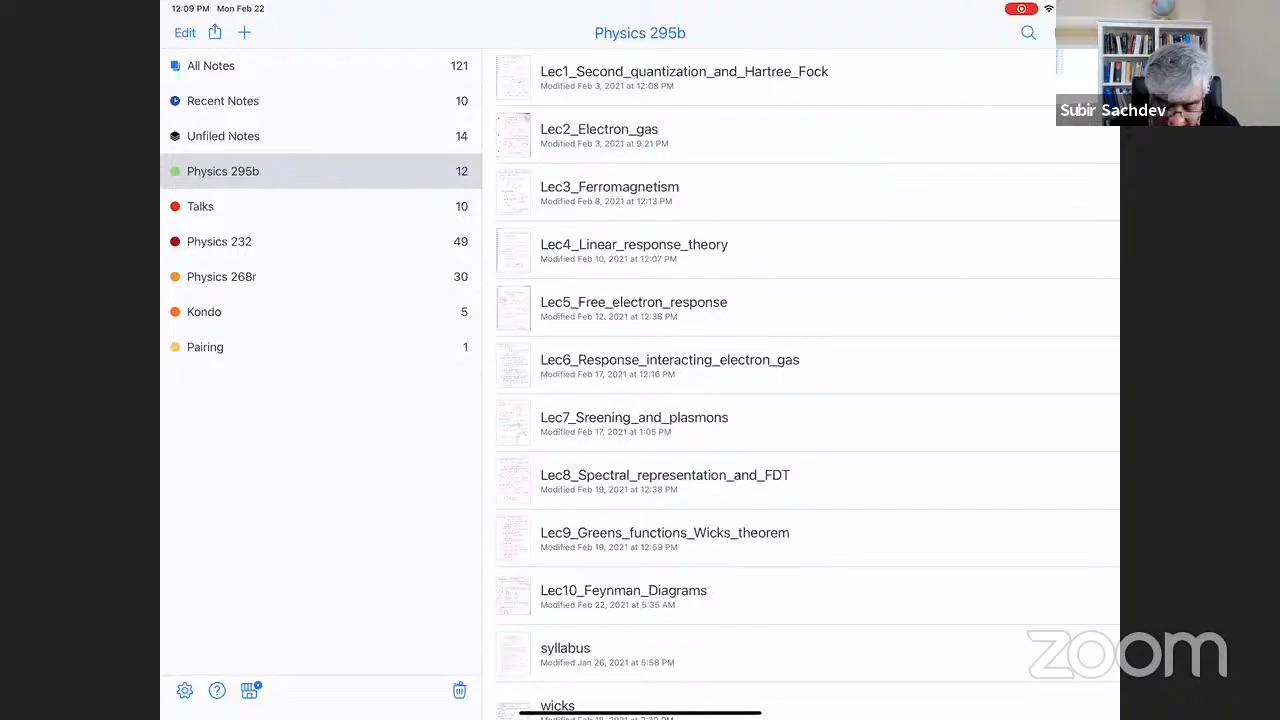 12:09 PM Mon Feb 22
Edit
Physics 295b
Subir Sachdev
All Notes
Recent Notes 10
Unfiled Notes
Physics 295b 12
Talks 10
Physics 232 43
Physics 268r 30
Kondo 5
Pairing 1
Lec1_Second_quantization_and_Hartree_Fock
Modified Feb 3, 2021 at 12:08 PM
Lec2_Electron_gas
Modified Feb 3, 2021 at 9:21 PM
Lec3_Ferromagnetism
Modified Feb 5, 2021 at 12:13 PM
Lec4_Linear_response_theory
Modified Feb 10, 2021 at 12:07 PM
Lec5_Free_electron_response
Modified Feb 12, 2021 at 12:36 PM
Lec6_Response_interacting_electrons
Modified Feb 17, 2021 at 12:16 PM
Lec7_Sreening_and_plasmons
Modified Feb 17, 2021 at 1:05 PM
Lec8_Spectral_representation_and_FDT
Modified Feb 19, 2021 at 12:38 PM
Lec9_Greens_functions_Wicks_theorem
Modified Feb 19, 2021 at 12:53 PM
Lec10_Feynman_Diagrams
Modified Feb 22, 2021 at 5:35 AM
syllabus
Modified Jan 26, 2021 at 5:58 PM
wicks
zoom